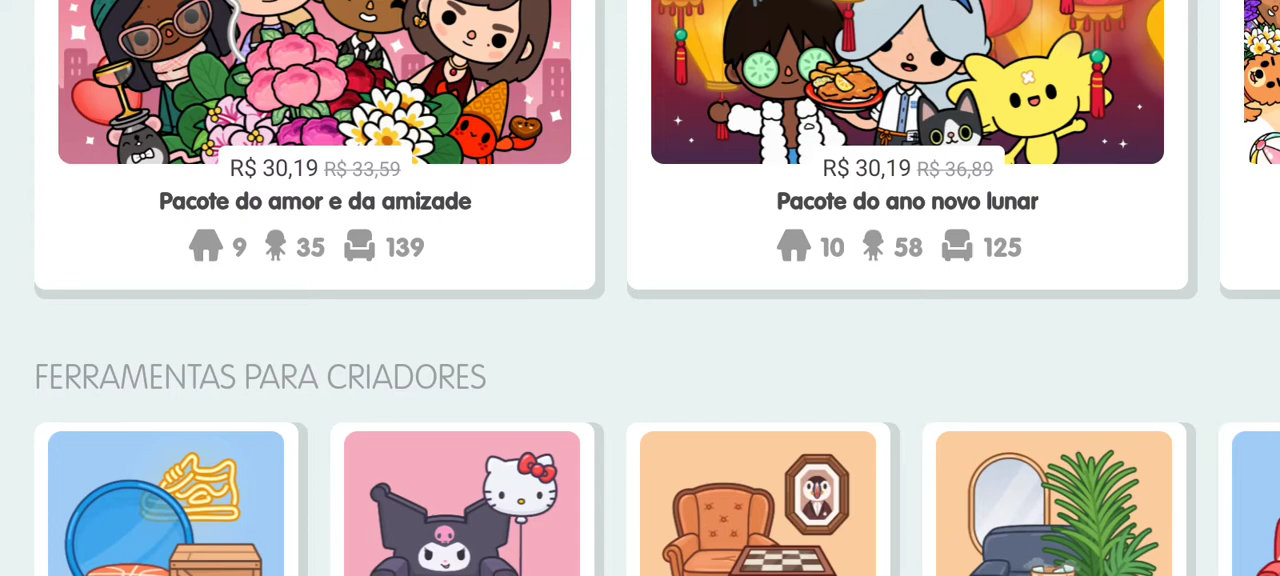 R$ 30,19 R$ 33,59
Pacote do amor e da amizade
9 35 139
R$ 30,19 R$ 36,89
Pacote do ano novo lunar
10 58 125
FERRAMENTAS PARA CRIADORES